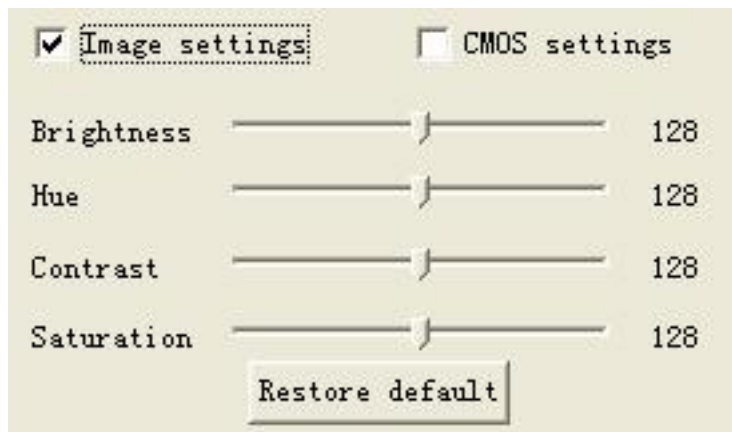 Image settings CMOS settings
Brightness 128
Hue 128
Contrast 128
Saturation 128
Restore default